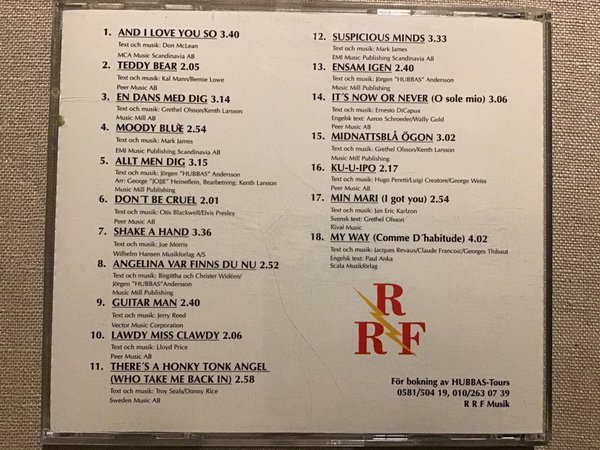 1. AND I LOVE YOU SO 3.40
Text och musik: Don McLean
MCA Music Scandinavia AB
2. TEDDY BEAR 2.05
Text och musik: Kal Mann/Bernie Lowe
Peer Music AB
3. EN DANS MED DIG 3.14
Text och musik: Grethel Olsson/Kenth Larsson
Music Mill AB
4. MOODY BLUE 2.54
Text och musik: Mark James
EMI Music Publishing Scandinavia AB
5. ALLT MEN DIG 3.15
Text och musik: Jörgen "HUBBAS" Andersson
Arr: George "JOJJE" Heinellein, Bearbetning: Kenth Larsson
Music Mill Publishing
6. DON´T BE CRUEL 2.01
Text och musik: Otis Blackwell/Elvis Presley
Peer Music AB
7. SHAKE A HAND 3.36
Text och musik: Joe Morris
Wilhelm Hansen Musikforlag A/S
8. ANGELINA VAR FINNS DU NU 2.52
Text och musik: Birgittha och Christer Widéen/
Jörgen "HUBBAS"Andersson
Music Mill Publishing
9. GUITAR MAN 2.40
Text och musik: Jerry Reed
Vector Music Corporation
10. LAWDY MISS CLAWDY 2.06
Text och musik: Lloyd Price
Peer Music AB
11. THERE´S A HONKY TONK ANGEL
(WHO TAKE ME BACK IN) 2.58
Text och musik: Troy Seals/Donny Rice
Sweden Music AB
12. SUSPICIOUS MINDS 3.33
Text och musik: Mark James
EMI Music Publishing Scandinavia AB
13. ENSAM IGEN 2.40
Text och musik: Jörgen "HUBBAS" Andersson
Music Mill Publishing
14. IT´S NOW OR NEVER (O sole mio) 3.06
Text och musik: Ernesto DiCapua
Engelsk text: Aaron Schroeder/Wally Gold
Peer Music AB
15. MIDNATTSBLÅ ÖGON 3.02
Text och musik: Grethel Olsson/Kenth Larsson
Music Mill Publishing
16. KU-U-IPO 2.17
Text och musik: Hugo Peretti/Luigi Creatore/George Weiss
Peer Music AB
17. MIN MARI (I got you) 2.54
Text och musik: Jan Eric Karlzon
Svensk text: Grethel Olsson
Rival Music
18. MY WAY (Comme D´habitude) 4.02
Text och musik: Jacques Revaux/Claude Francoic/Georges Thibaut
Engelsk text: Paul Anka
Scala Musikförlag
R
R F
För bokning av HUBBAS-Tours
0581/504 19, 010/263 07 39
R R F Musik